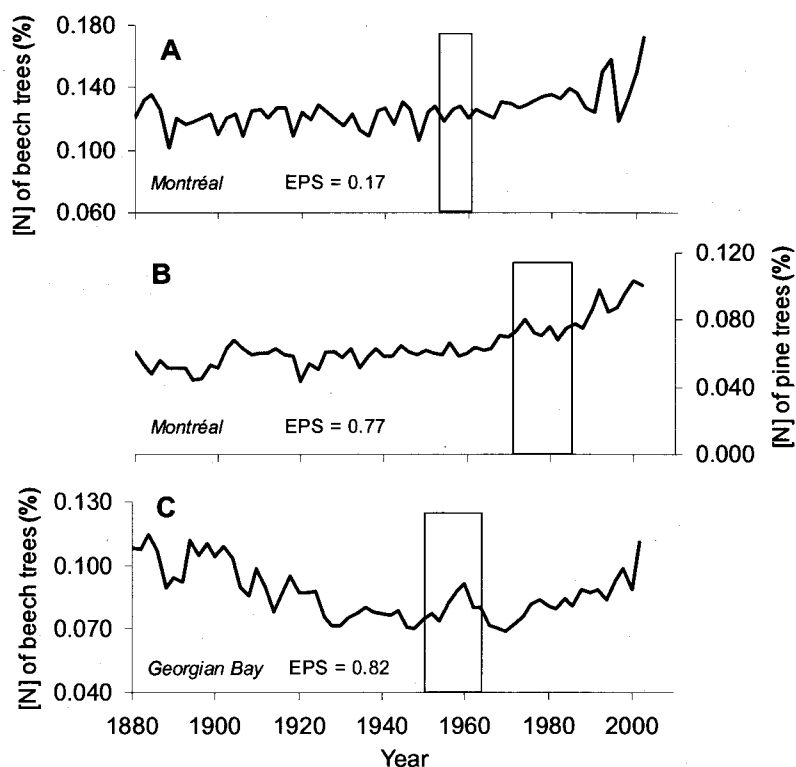 [N] of beech trees (%)
0.180
0.140
0.100
0.060
A
Montréal EPS = 0.17
B
Montréal EPS = 0.77
0.120
0.080
0.040
0.000
[N] of pine trees (%)
[N] of beech trees (%)
0.130
0.100
0.070
0.040
C
Georgian Bay EPS = 0.82
1880 1900 1920 1940 1960 1980 2000
Year